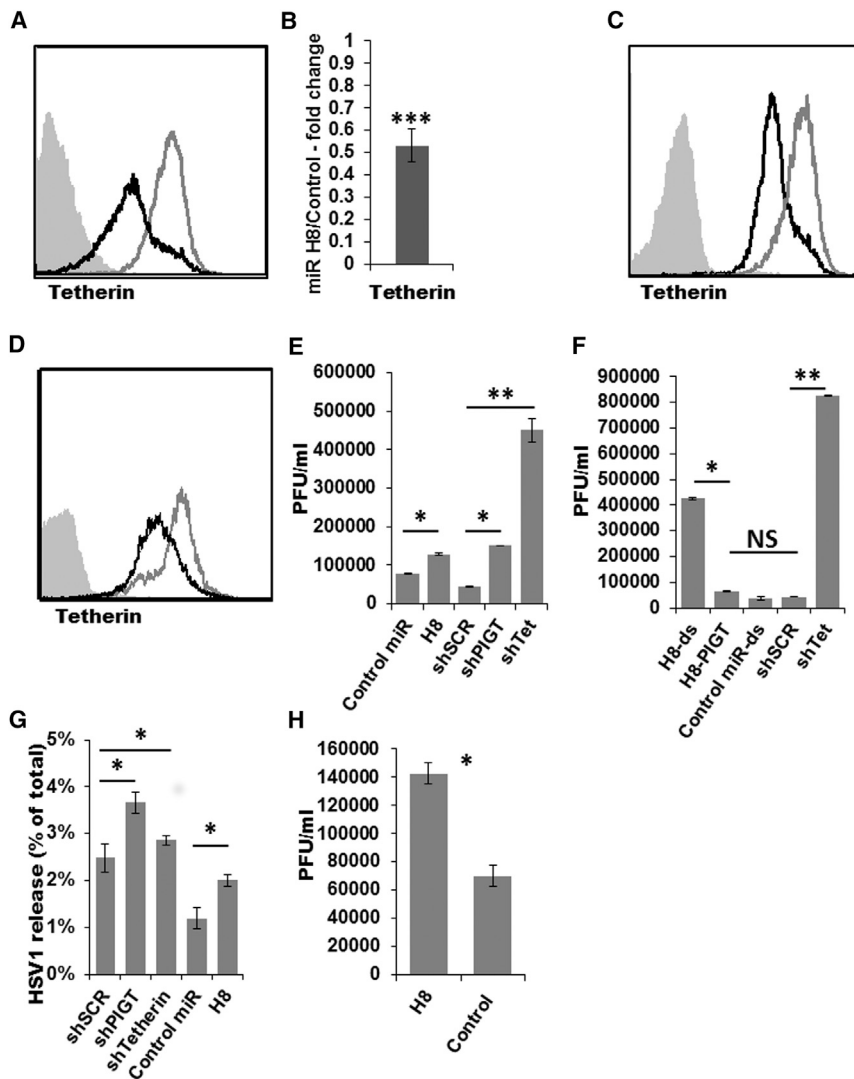 A
Tetherin
B
miR H8/Control - fold change
1
0.9
0.8
0.7
0.6
0.5
0.4
0.3
0.2
0.1
0
***
Tetherin
C
Tetherin
D
Tetherin
E
PFU/ml
600000
500000
400000
300000
200000
100000
0
*
*
**
Control miR
H8
shSCR
shPIGT
shTet
F
PFU/ml
900000
800000
700000
600000
500000
400000
300000
200000
100000
0
*
NS
**
H8-ds
H8-PIGT
Control miR-ds
shSCR
shTet
G
HSV1 release (% of total)
5%
4%
3%
2%
1%
0%
*
*
*
shSCR
shPIGT
shTetherin
Control miR
H8
H
PFU/ml
160000
140000
120000
100000
80000
60000
40000
20000
0
*
H8
Control